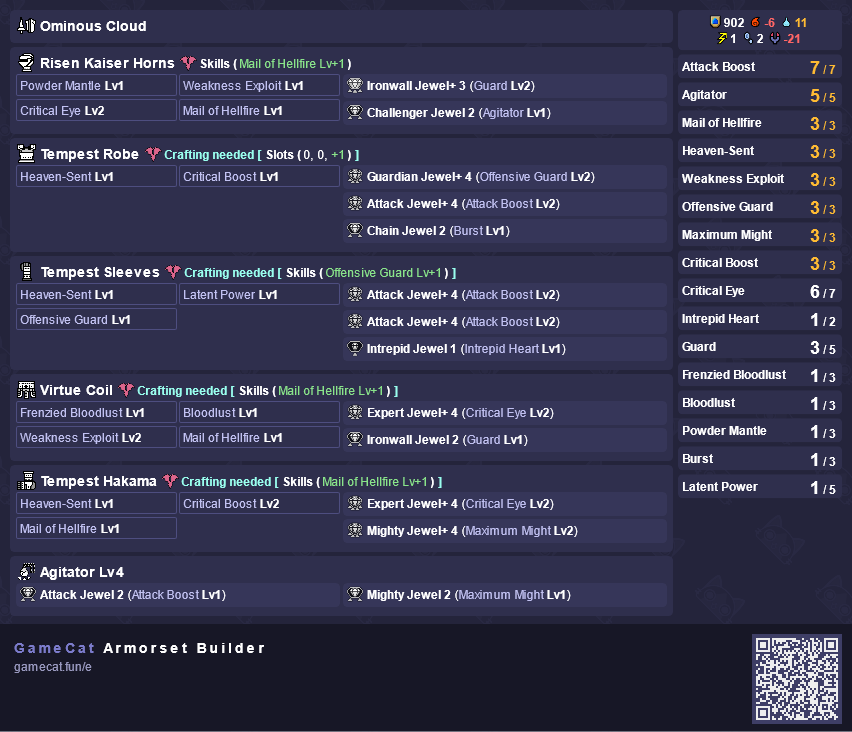 Ominous Cloud
Risen Kaiser Horns Skills ( Mail of Hellfire Lv+1 )
Powder Mantle Lv1 Weakness Exploit Lv1 Ironwall Jewel+ 3 (Guard Lv2)
Critical Eye Lv2 Mail of Hellfire Lv1 Challenger Jewel 2 (Agitator Lv1)
Tempest Robe Crafting needed [ Slots ( 0, 0, +1 ) ]
Heaven-Sent Lv1 Critical Boost Lv1 Guardian Jewel+ 4 (Offensive Guard Lv2)
Attack Jewel+ 4 (Attack Boost Lv2)
Chain Jewel 2 (Burst Lv1)
Tempest Sleeves Crafting needed [ Skills ( Offensive Guard Lv+1 ) ]
Heaven-Sent Lv1 Latent Power Lv1 Attack Jewel+ 4 (Attack Boost Lv2)
Offensive Guard Lv1 Attack Jewel+ 4 (Attack Boost Lv2)
Intrepid Jewel 1 (Intrepid Heart Lv1)
Virtue Coil Crafting needed [ Skills ( Mail of Hellfire Lv+1 ) ]
Frenzied Bloodlust Lv1 Bloodlust Lv1 Expert Jewel+ 4 (Critical Eye Lv2)
Weakness Exploit Lv2 Mail of Hellfire Lv1 Ironwall Jewel 2 (Guard Lv1)
Tempest Hakama Crafting needed [ Skills ( Mail of Hellfire Lv+1 ) ]
Heaven-Sent Lv1 Critical Boost Lv2 Expert Jewel+ 4 (Critical Eye Lv2)
Mail of Hellfire Lv1 Mighty Jewel+ 4 (Maximum Might Lv2)
Agitator Lv4
Attack Jewel 2 (Attack Boost Lv1) Mighty Jewel 2 (Maximum Might Lv1)
902 -6 11
1 2 -21
Attack Boost 7 / 7
Agitator 5 / 5
Mail of Hellfire 3 / 3
Heaven-Sent 3 / 3
Weakness Exploit 3 / 3
Offensive Guard 3 / 3
Maximum Might 3 / 3
Critical Boost 3 / 3
Critical Eye 6 / 7
Intrepid Heart 1 / 2
Guard 3 / 5
Frenzied Bloodlust 1 / 3
Bloodlust 1 / 3
Powder Mantle 1 / 3
Burst 1 / 3
Latent Power 1 / 5
GameCat Armorset Builder
gamecat.fun/e